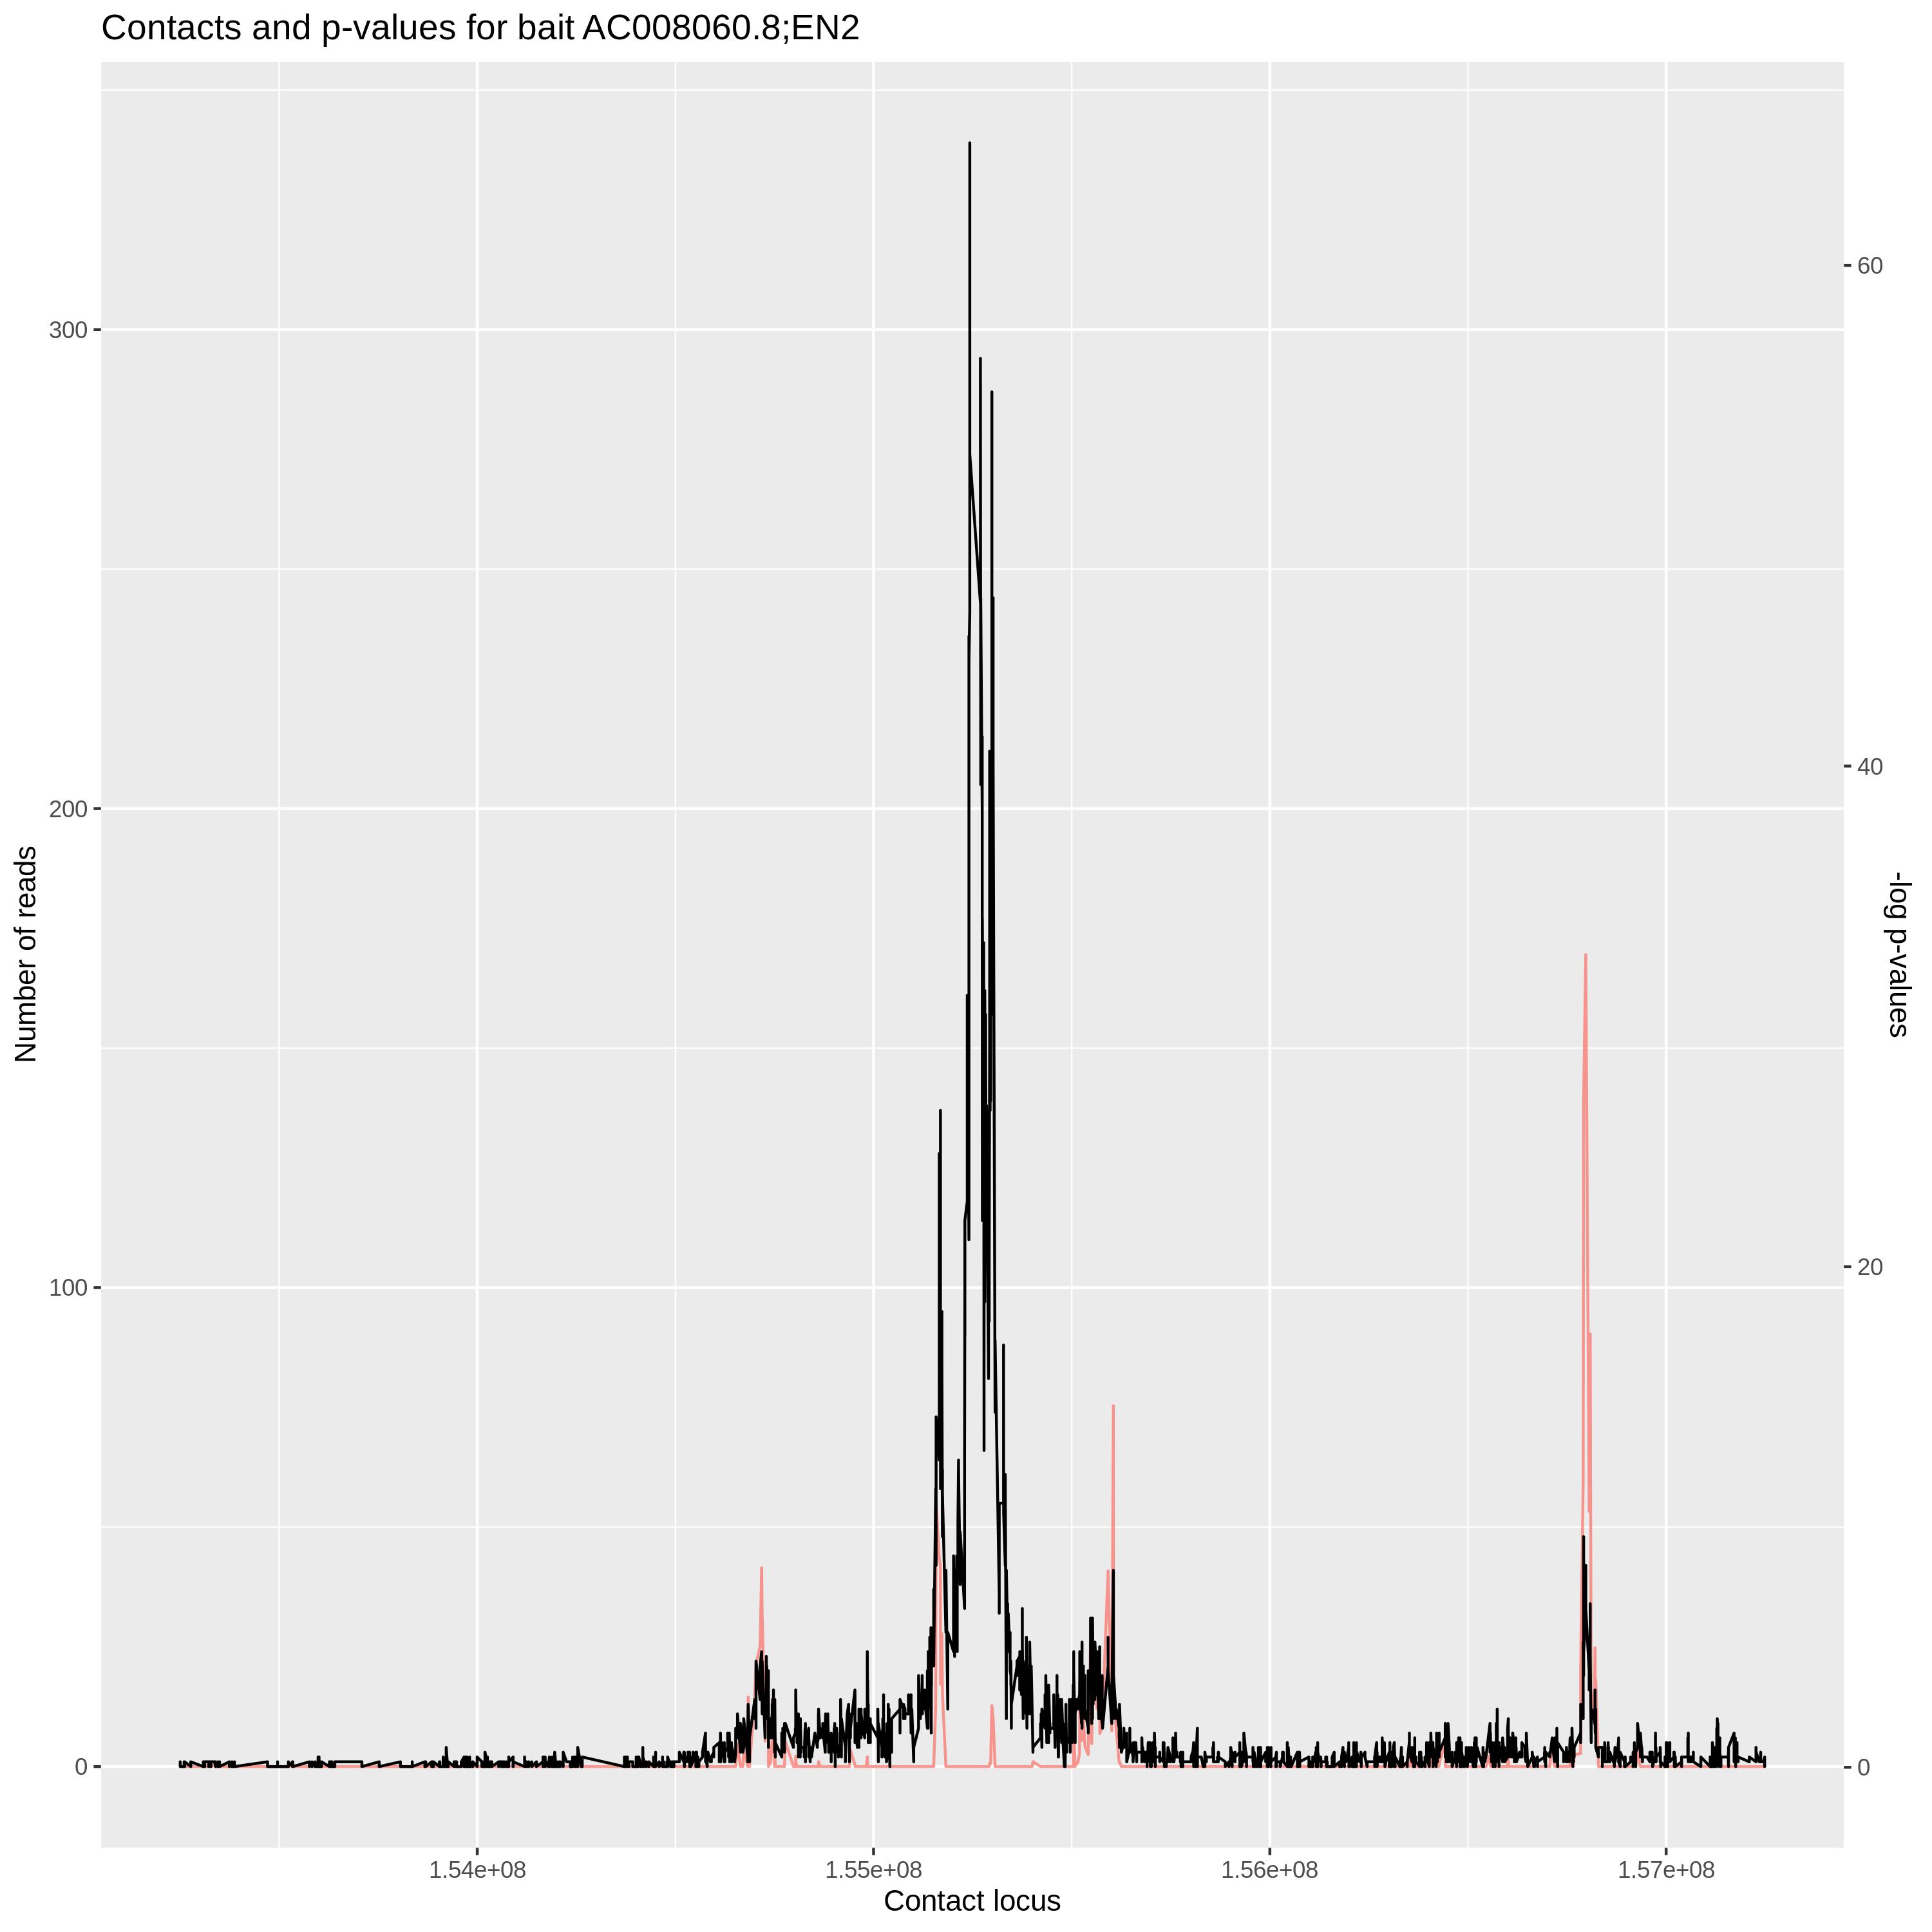 Contacts and p-values for bait AC008060.8;EN2
Number of reads
300
200
100
0
60
40
20
0
-log p-values
1.54e+08 1.55e+08 1.56e+08 1.57e+08
Contact locus